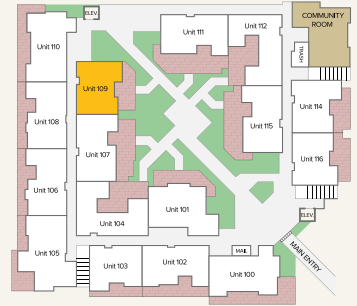 ELEV.
COMMUNITY
ROOM
Unit 110
Unit 111
Unit 112
TRASH
Unit 109
Unit 114
Unit 108
Unit 115
Unit 107
Unit 116
Unit 106
Unit 101
Unit 104
ELEV.
Unit 105
MAIL
MAIN ENTRY
Unit 103
Unit 102
Unit 100